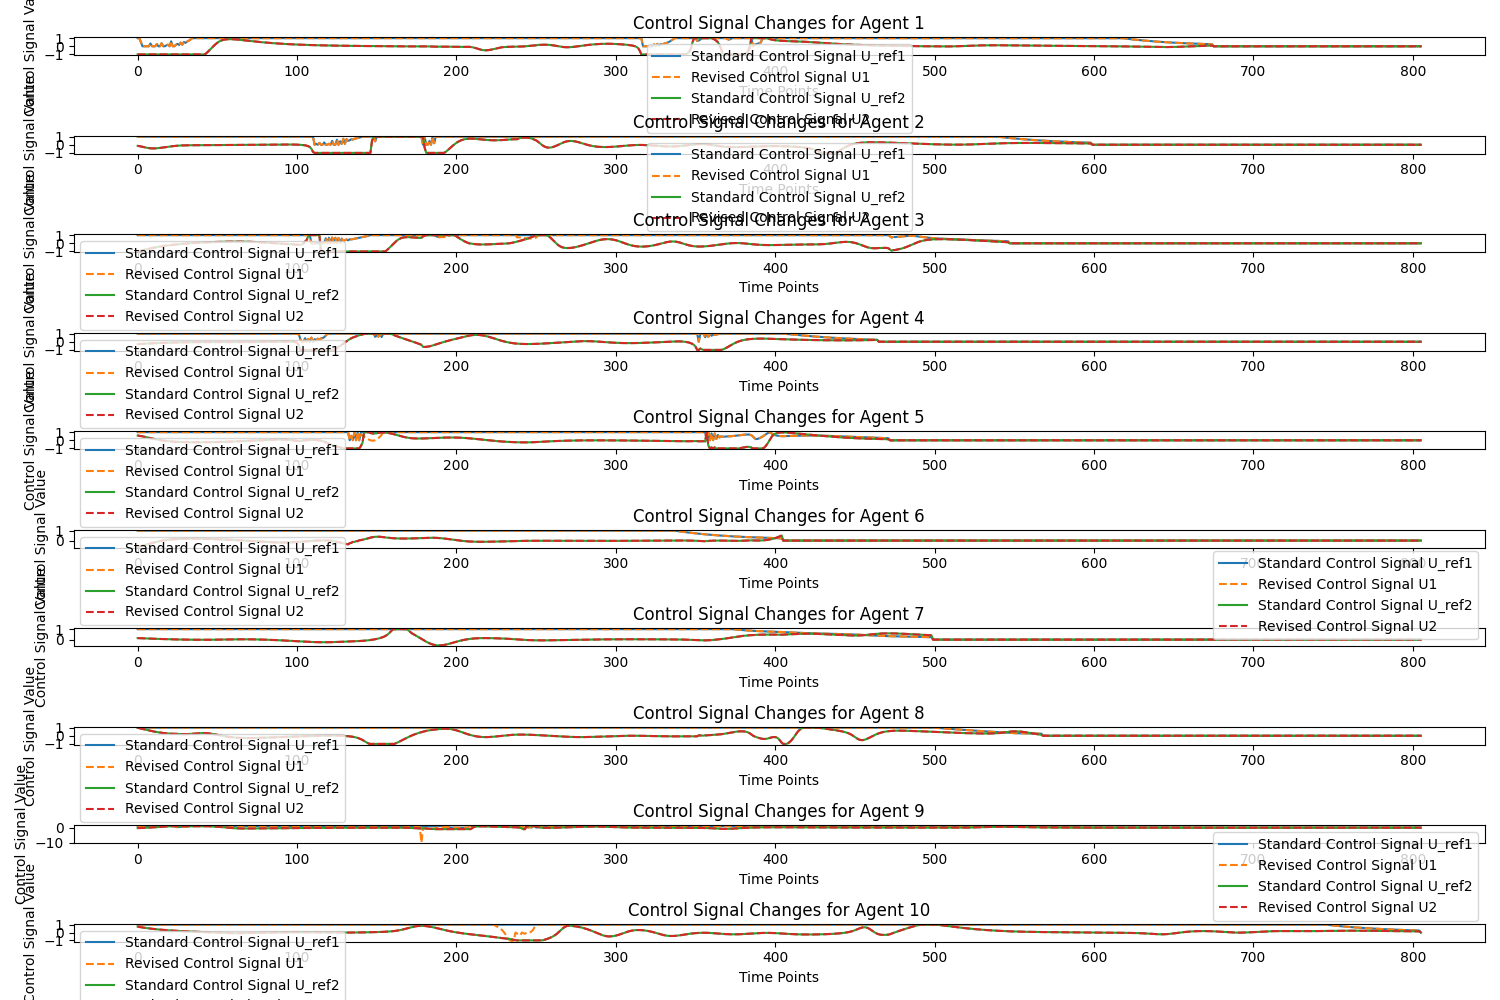 Control Signal Changes for Agent 1
Control Signal Value
1
0
−1
0 100 200 300 400 500 600 700 800
Time Points
Standard Control Signal U_ref1
Revised Control Signal U1
Standard Control Signal U_ref2
Revised Control Signal U2
Control Signal Changes for Agent 2
Control Signal Value
1
0
−1
0 100 200 300 400 500 600 700 800
Time Points
Standard Control Signal U_ref1
Revised Control Signal U1
Standard Control Signal U_ref2
Revised Control Signal U2
Control Signal Changes for Agent 3
Control Signal Value
1
0
−1
0 100 200 300 400 500 600 700 800
Time Points
Standard Control Signal U_ref1
Revised Control Signal U1
Standard Control Signal U_ref2
Revised Control Signal U2
Control Signal Changes for Agent 4
Control Signal Value
1
0
−1
0 100 200 300 400 500 600 700 800
Time Points
Standard Control Signal U_ref1
Revised Control Signal U1
Standard Control Signal U_ref2
Revised Control Signal U2
Control Signal Changes for Agent 5
Control Signal Value
1
0
−1
0 100 200 300 400 500 600 700 800
Time Points
Standard Control Signal U_ref1
Revised Control Signal U1
Standard Control Signal U_ref2
Revised Control Signal U2
Control Signal Changes for Agent 6
Control Signal Value
1
0
0 100 200 300 400 500 600 700 800
Time Points
Standard Control Signal U_ref1
Revised Control Signal U1
Standard Control Signal U_ref2
Revised Control Signal U2
Control Signal Changes for Agent 7
Control Signal Value
1
0
0 100 200 300 400 500 600 700 800
Time Points
Standard Control Signal U_ref1
Revised Control Signal U1
Standard Control Signal U_ref2
Revised Control Signal U2
Control Signal Changes for Agent 8
Control Signal Value
1
0
−1
0 100 200 300 400 500 600 700 800
Time Points
Standard Control Signal U_ref1
Revised Control Signal U1
Standard Control Signal U_ref2
Revised Control Signal U2
Control Signal Changes for Agent 9
Control Signal Value
0
−10
0 100 200 300 400 500 600 700 800
Time Points
Standard Control Signal U_ref1
Revised Control Signal U1
Standard Control Signal U_ref2
Revised Control Signal U2
Control Signal Changes for Agent 10
Control Signal Value
1
0
−1
0 100 200 300 400 500 600 700 800
Time Points
Standard Control Signal U_ref1
Revised Control Signal U1
Standard Control Signal U_ref2